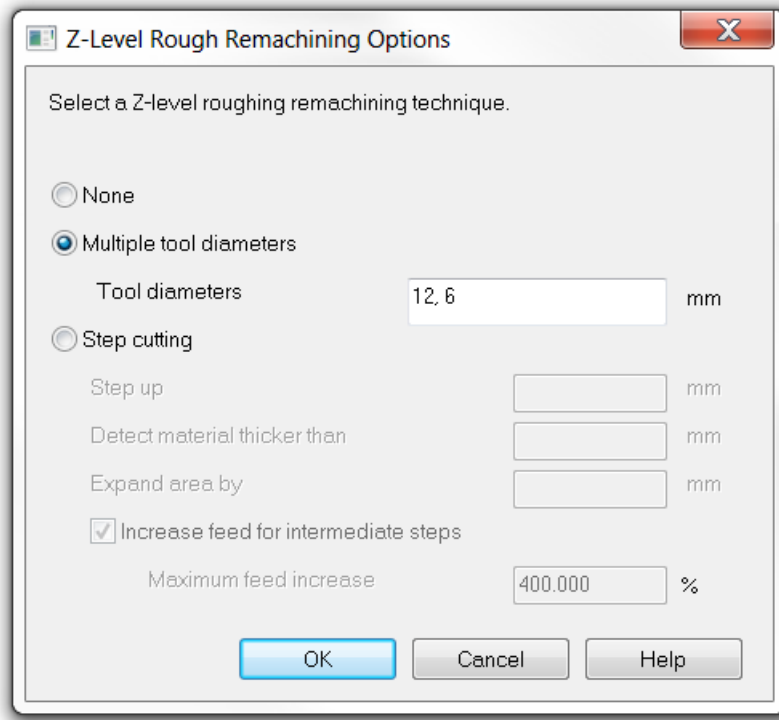 Z-Level Rough Remachining Options
Select a Z-level roughing remachining technique.
None
Multiple tool diameters
Tool diameters 12, 6 mm
Step cutting
Step up mm
Detect material thicker than mm
Expand area by mm
Increase feed for intermediate steps
Maximum feed increase 400.000 %
OK Cancel Help